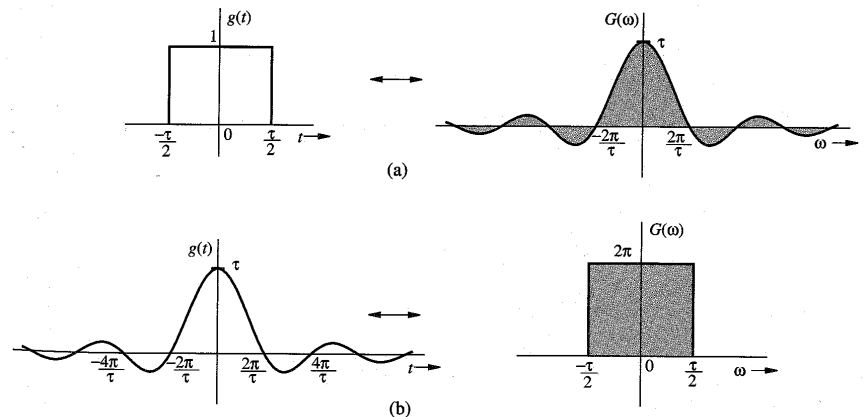 g(t)
1
-τ/2
0
τ/2
t→
G(ω)
τ
-2π/τ
2π/τ
ω→
(a)
g(t)
τ
-4π/τ
-2π/τ
2π/τ
4π/τ
t→
G(ω)
2π
-τ/2
0
τ/2
ω→
(b)